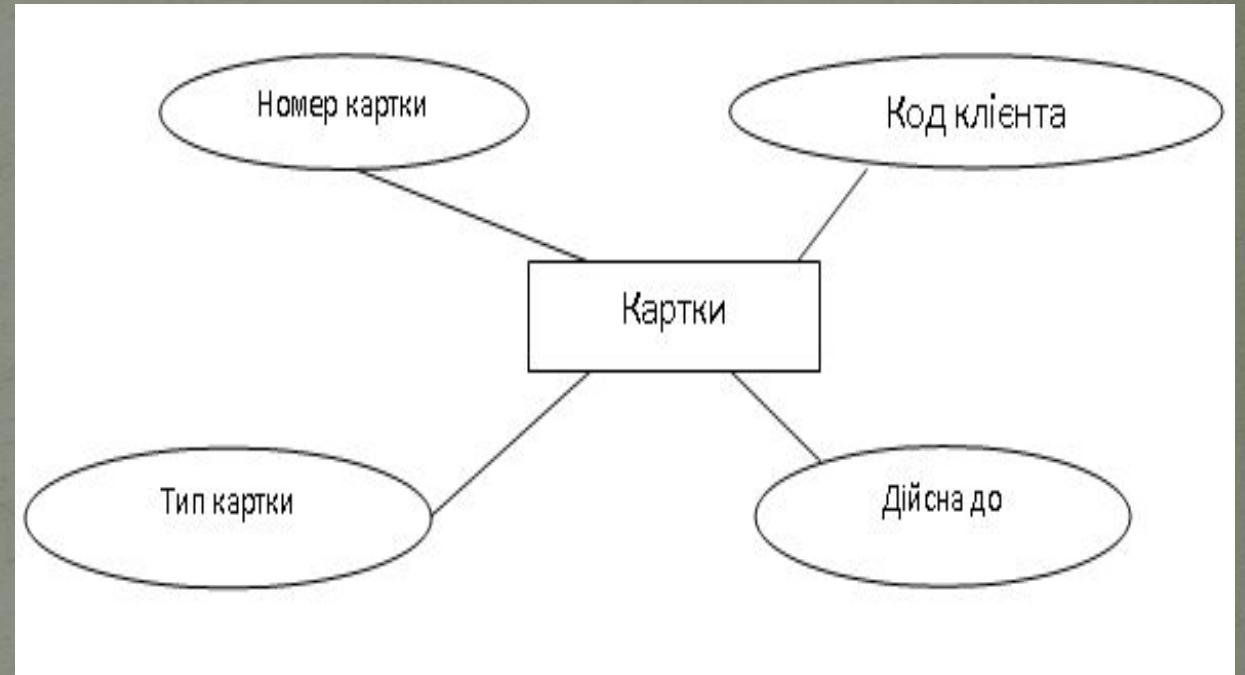 Номер картки
Код клієнта
Картки
Тип картки
Дійсна до